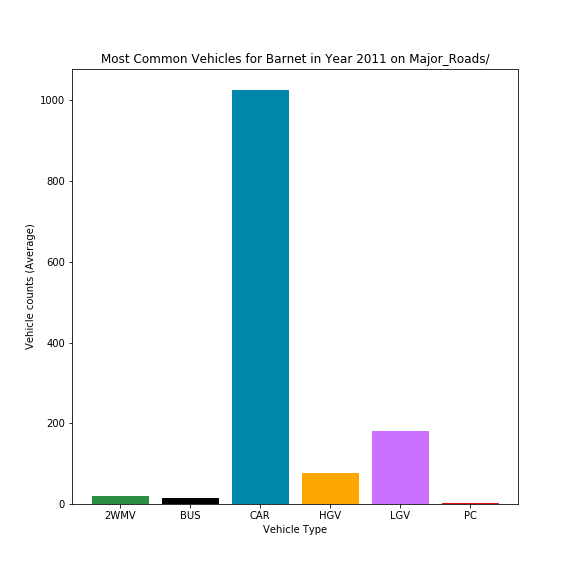 Most Common Vehicles for Barnet in Year 2011 on Major_Roads/
1000
800
600
400
200
0
Vehicle counts (Average)
2WMV BUS CAR HGV LGV PC
Vehicle Type